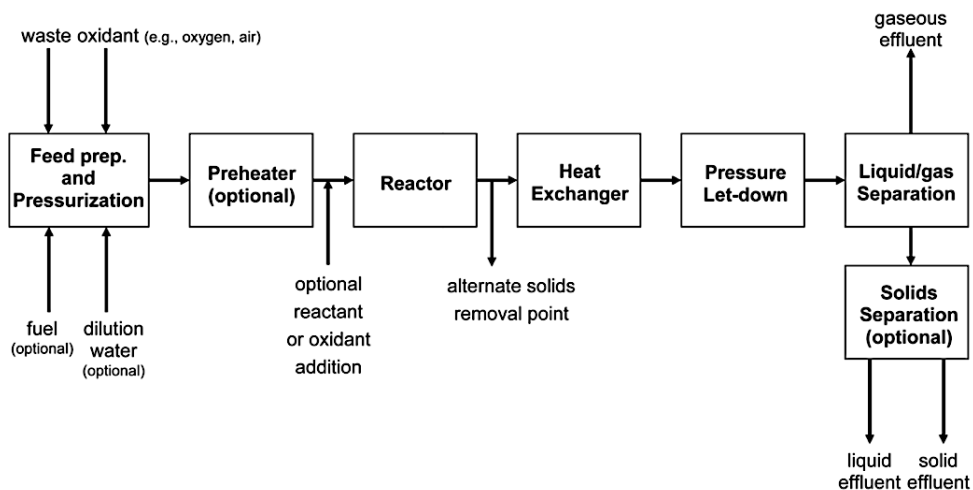 waste oxidant (e.g., oxygen, air)
gaseous
effluent
Feed prep.
and
Pressurization
Preheater
(optional)
Reactor
Heat
Exchanger
Pressure
Let-down
Liquid/gas
Separation
fuel
(optional)
dilution
water
(optional)
optional
reactant
or oxidant
addition
alternate solids
removal point
Solids
Separation
(optional)
liquid
effluent
solid
effluent